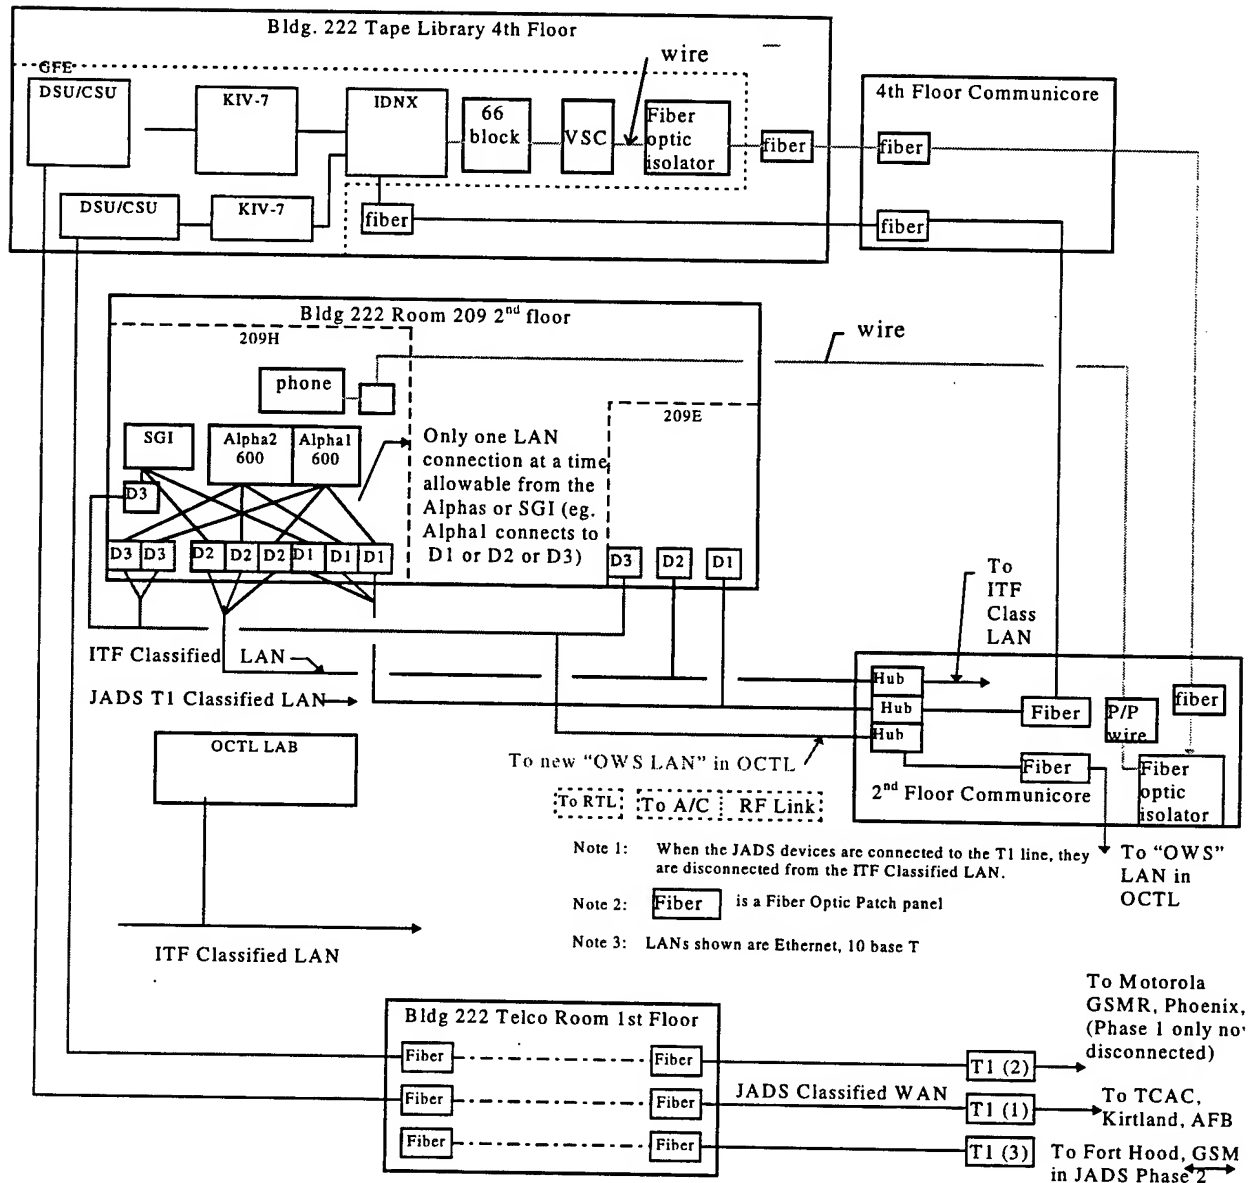 Bldg. 222 Tape Library 4th Floor
wire
GFE
DSU/CSU
KIV-7
IDNX
66
block
VSC
Fiber
optic
isolator
fiber
4th Floor Communicore
fiber
DSU/CSU
KIV-7
fiber
fiber
Bldg 222 Room 209 2nd floor
209H
wire
phone
209E
SGI
Alpha2
600
Alpha1
600
Only one LAN
connection at a time
allowable from the
Alphas or SGI (eg.
Alpha1 connects to
D1 or D2 or D3)
D3
D3
D3
D2
D2
D2
D1
D1
D1
D3
D2
D1
To
ITF
Class
LAN
ITF Classified LAN
JADS T1 Classified LAN
Hub
Hub
Hub
Fiber
P/P
wire
fiber
OCTL LAB
To new “OWS LAN” in OCTL
Fiber
Fiber
optic
isolator
2nd Floor Communicore
To RTL
To A/C
RF Link
Note 1: When the JADS devices are connected to the T1 line, they
are disconnected from the ITF Classified LAN.
To “OWS”
LAN in
OCTL
Note 2: Fiber is a Fiber Optic Patch panel
Note 3: LANs shown are Ethernet, 10 base T
ITF Classified LAN
Bldg 222 Telco Room 1st Floor
To Motorola
GSMR, Phoenix,
(Phase 1 only
disconnected)
Fiber
Fiber
T1 (2)
Fiber
Fiber
JADS Classified WAN
T1 (1)
To TCAC,
Kirtland, AFB
Fiber
Fiber
T1 (3)
To Fort Hood, GSM
in JADS Phase 2